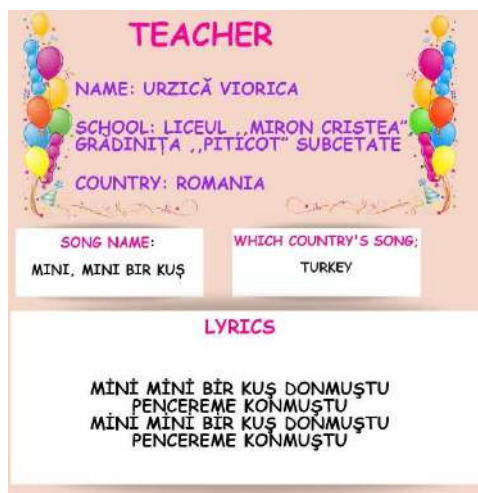 TEACHER
NAME: URZICĂ VIORICA
SCHOOL: LICEUL ,,MIRON CRISTEA"
GRĂDINIȚA ,,PITICOT" SUBCETATE
COUNTRY: ROMANIA
SONG NAME:
MINI, MINI BIR KUŞ
WHICH COUNTRY'S SONG;
TURKEY
LYRICS
MİNİ MİNİ BİR KUŞ DONMUŞTU
PENCEREME KONMUŞTU
MİNİ MİNİ BİR KUŞ DONMUŞTU
PENCEREME KONMUŞTU